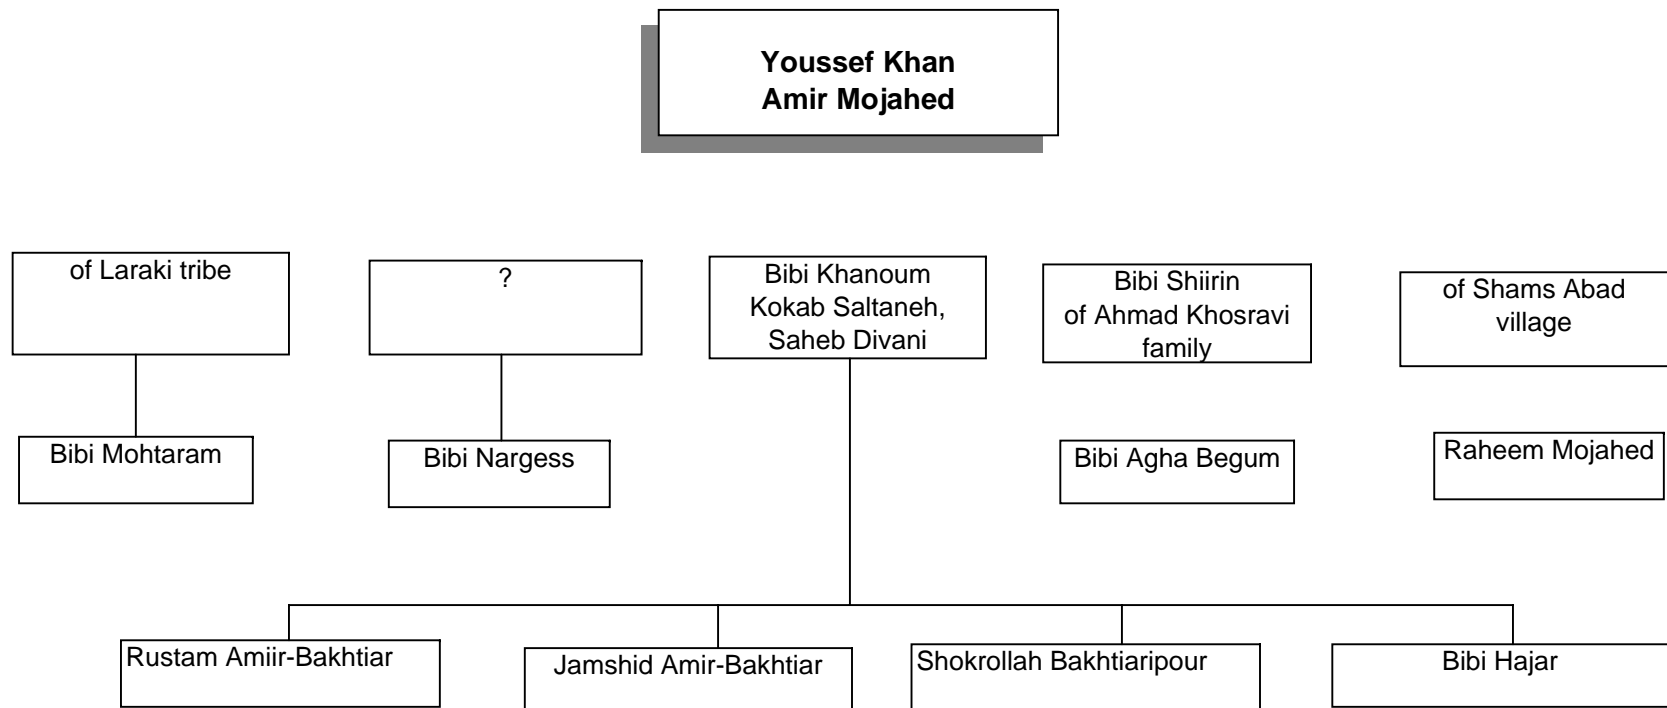 Youssef Khan
Amir Mojahed
of Laraki tribe
?
Bibi Khanoum
Kokab Saltaneh,
Saheb Divani
Bibi Shiirin
of Ahmad Khosravi
family
of Shams Abad
village
Bibi Mohtaram
Bibi Nargess
Bibi Agha Begum
Raheem Mojahed
Rustam Amiir-Bakhtiar
Jamshid Amir-Bakhtiar
Shokrollah Bakhtiaripour
Bibi Hajar